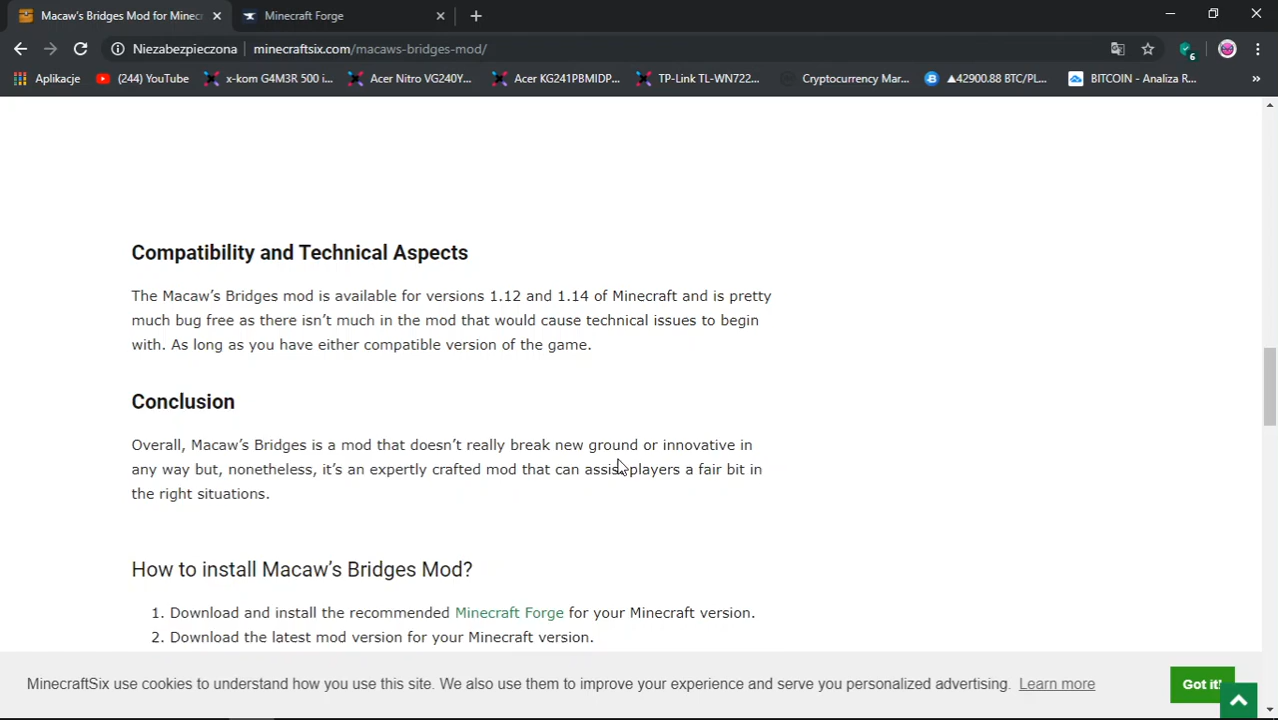 Macaw's Bridges Mod for Minec
Minecraft Forge
Niezabezpieczona minecraftsix.com/macaws-bridges-mod/
6
Aplikacje (244) YouTube x-kom G4M3R 500 i... Acer Nitro VG240Y... Acer KG241PBMIDP... TP-Link TL-WN722... Cryptocurrency Mar... ▲42900.88 BTC/PL... BITCOIN - Analiza R... »
Compatibility and Technical Aspects
The Macaw's Bridges mod is available for versions 1.12 and 1.14 of Minecraft and is pretty
much bug free as there isn't much in the mod that would cause technical issues to begin
with. As long as you have either compatible version of the game.
Conclusion
Overall, Macaw's Bridges is a mod that doesn't really break new ground or innovative in
any way but, nonetheless, it's an expertly crafted mod that can assist players a fair bit in
the right situations.
How to install Macaw's Bridges Mod?
1. Download and install the recommended Minecraft Forge for your Minecraft version.
2. Download the latest mod version for your Minecraft version.
MinecraftSix use cookies to understand how you use this site. We also use them to improve your experience and serve you personalized advertising. Learn more
Got it!